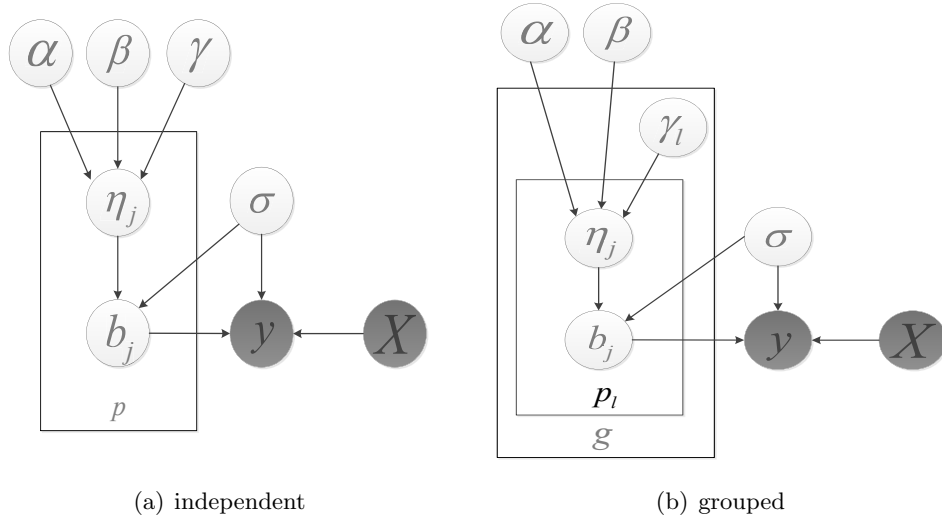 α β γ
η_j
σ
b_j
y
X
p
(a) independent
α β
γ_l
η_j
σ
b_j
y
X
p_l
g
(b) grouped